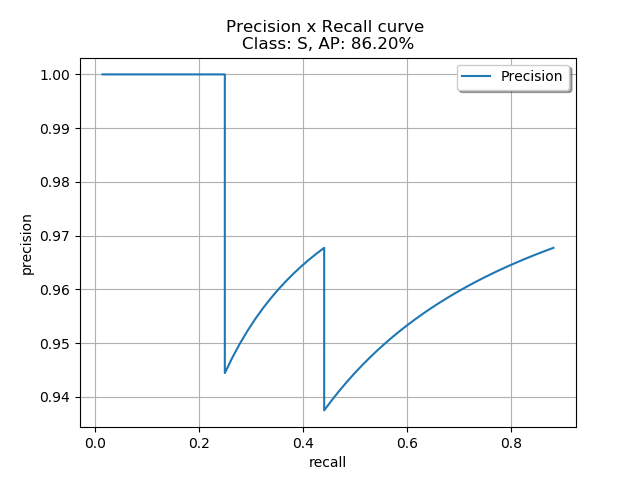 Precision x Recall curve
Class: S, AP: 86.20%
Precision
1.00
0.99
0.98
0.97
0.96
0.95
0.94
precision
0.0 0.2 0.4 0.6 0.8
recall